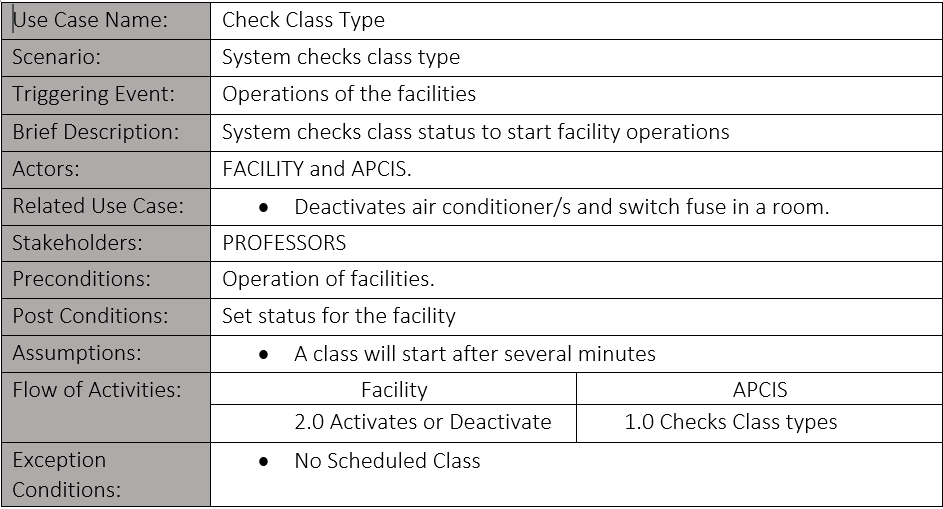 Use Case Name: Check Class Type
Scenario: System checks class type
Triggering Event: Operations of the facilities
Brief Description: System checks class status to start facility operations
Actors: FACILITY and APCIS.
Related Use Case: • Deactivates air conditioner/s and switch fuse in a room.
Stakeholders: PROFESSORS
Preconditions: Operation of facilities.
Post Conditions: Set status for the facility
Assumptions: • A class will start after several minutes
Flow of Activities: Facility APCIS
2.0 Activates or Deactivate 1.0 Checks Class types
Exception • No Scheduled Class
Conditions: